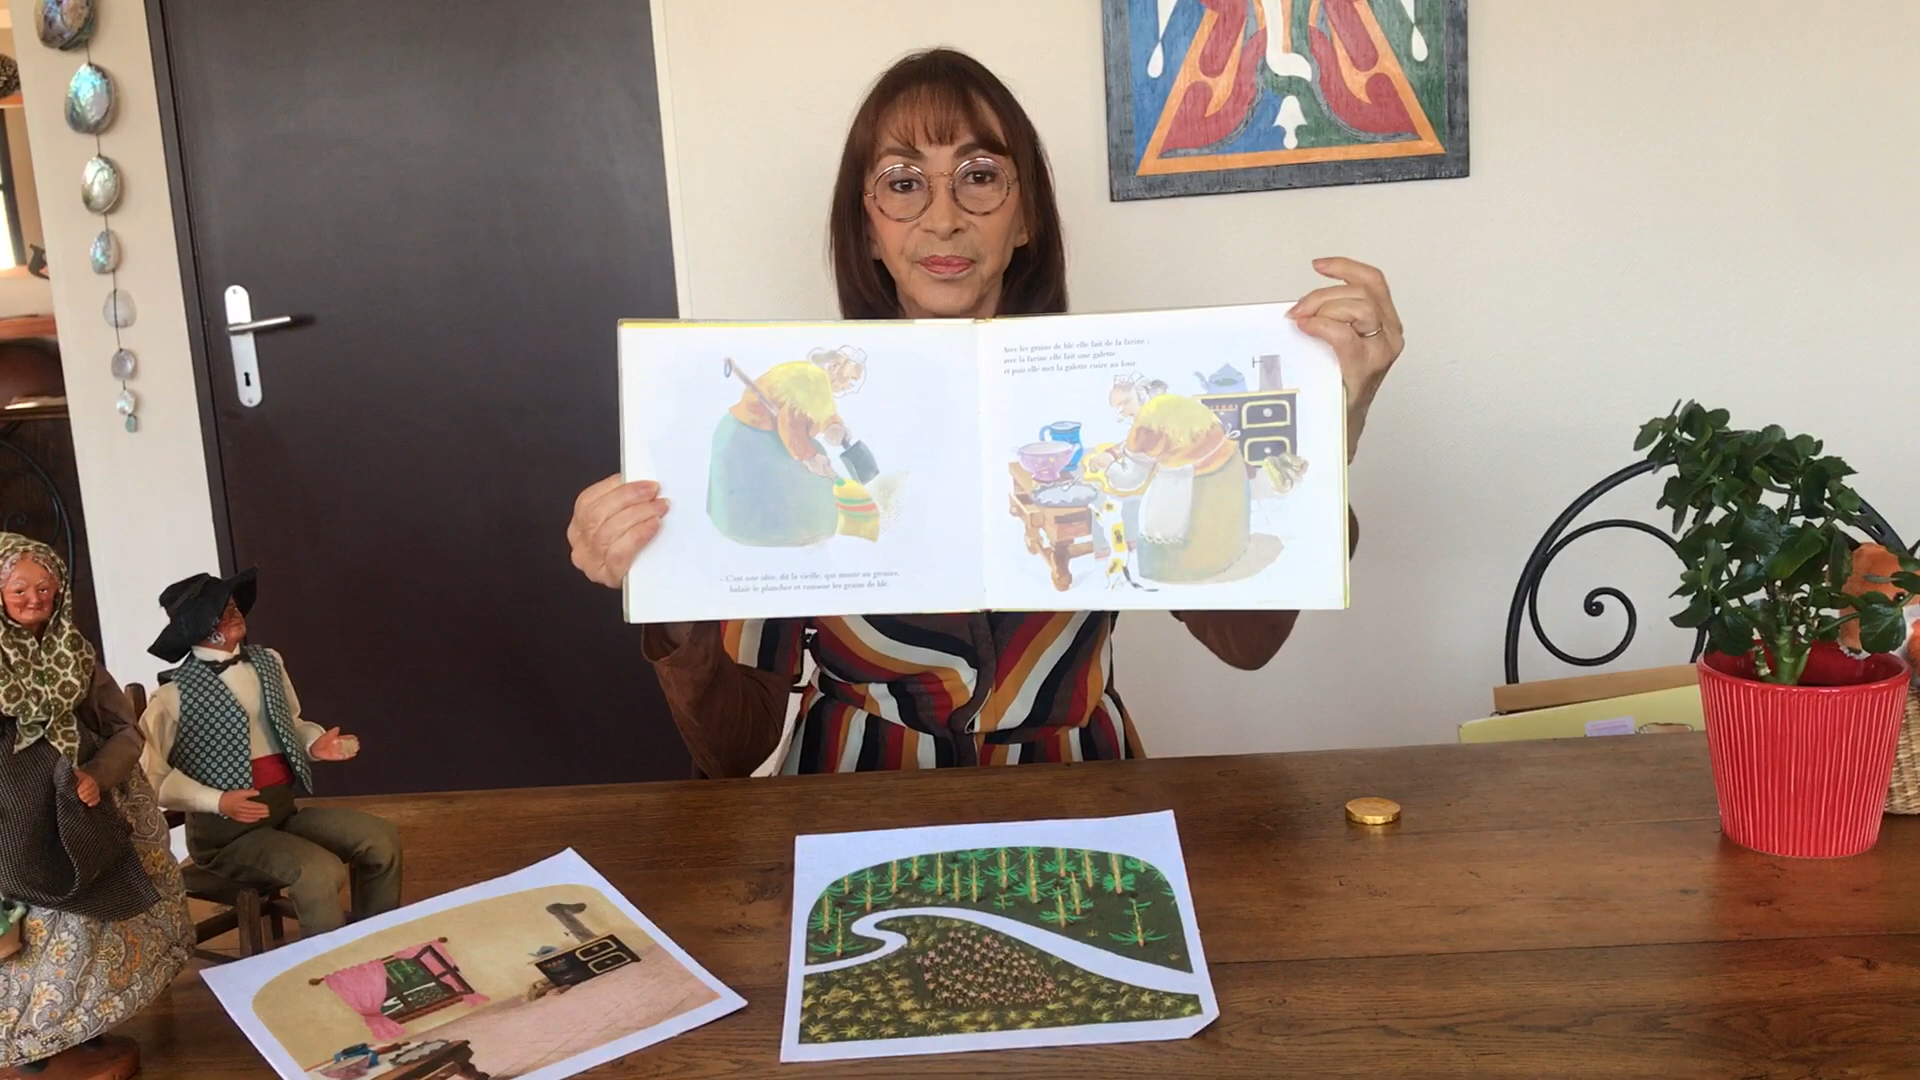 - C'est une idée, dit la vieille, qui monte au grenier,
balaie le plancher et ramasse les grains de blé.
Avec les grains de blé elle fait de la farine ;
avec la farine elle fait une galette
et puis elle met la galette cuire au four.